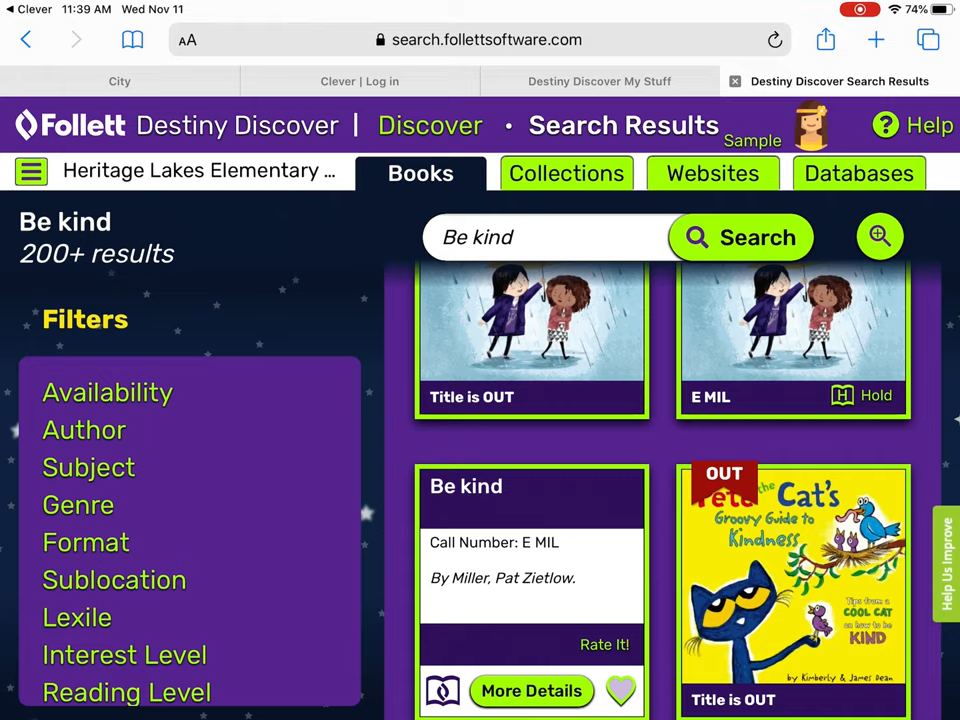 Clever 11:39 AM Wed Nov 11
74%
AA
search.follettsoftware.com
City
Clever | Log in
Destiny Discover My Stuff
Destiny Discover Search Results
Follett Destiny Discover | Discover • Search Results
Sample
Help
Heritage Lakes Elementary ...
Books
Collections
Websites
Databases
Be kind
200+ results
Be kind
Search
Filters
Availability
Author
Subject
Genre
Format
Sublocation
Lexile
Interest Level
Reading Level
Title is OUT
E MIL
H Hold
Be kind
Call Number: E MIL
By Miller, Pat Zietlow.
Rate It!
More Details
OUT
the Cat's
Groovy Guide to
Kindness
Tips from a
COOL CAT
on how to be
KIND
by Kimberly & James Dean
Title is OUT
Help Us Improve